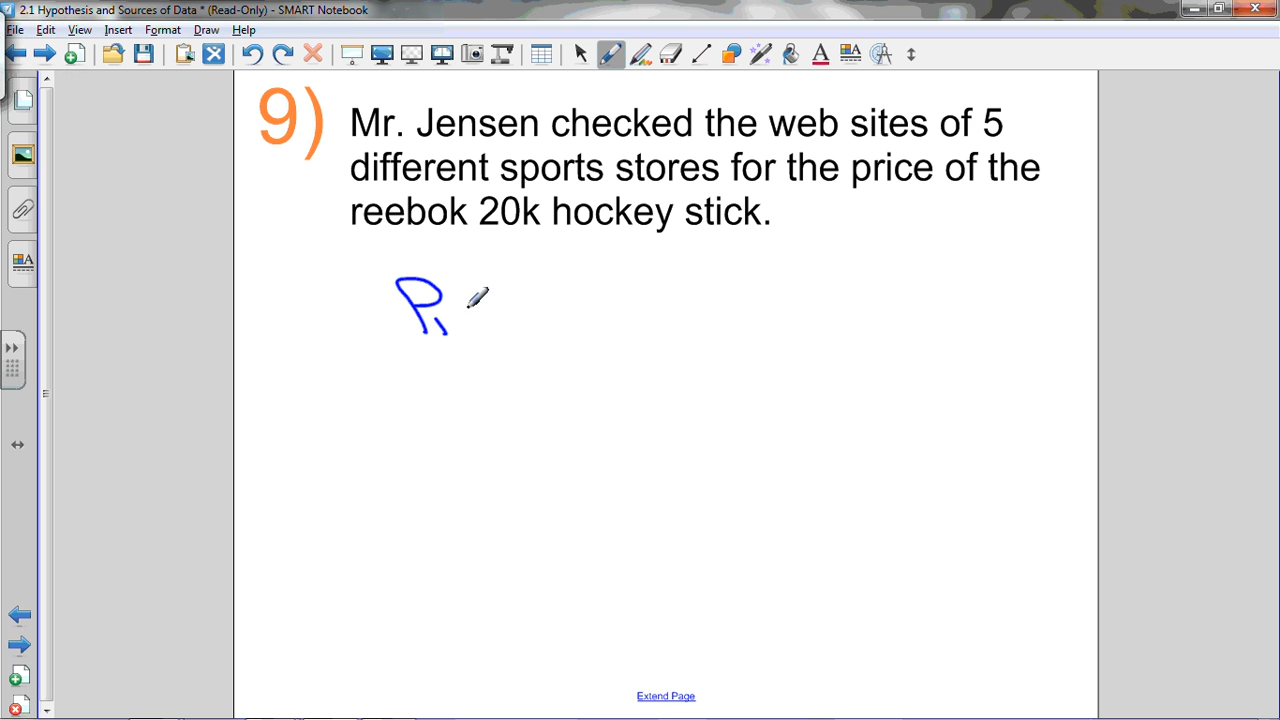 2.1 Hypothesis and Sources of Data * (Read-Only) - SMART Notebook
File Edit View Insert Format Draw Help
9) Mr. Jensen checked the web sites of 5
different sports stores for the price of the
reebok 20k hockey stick.
Extend Page